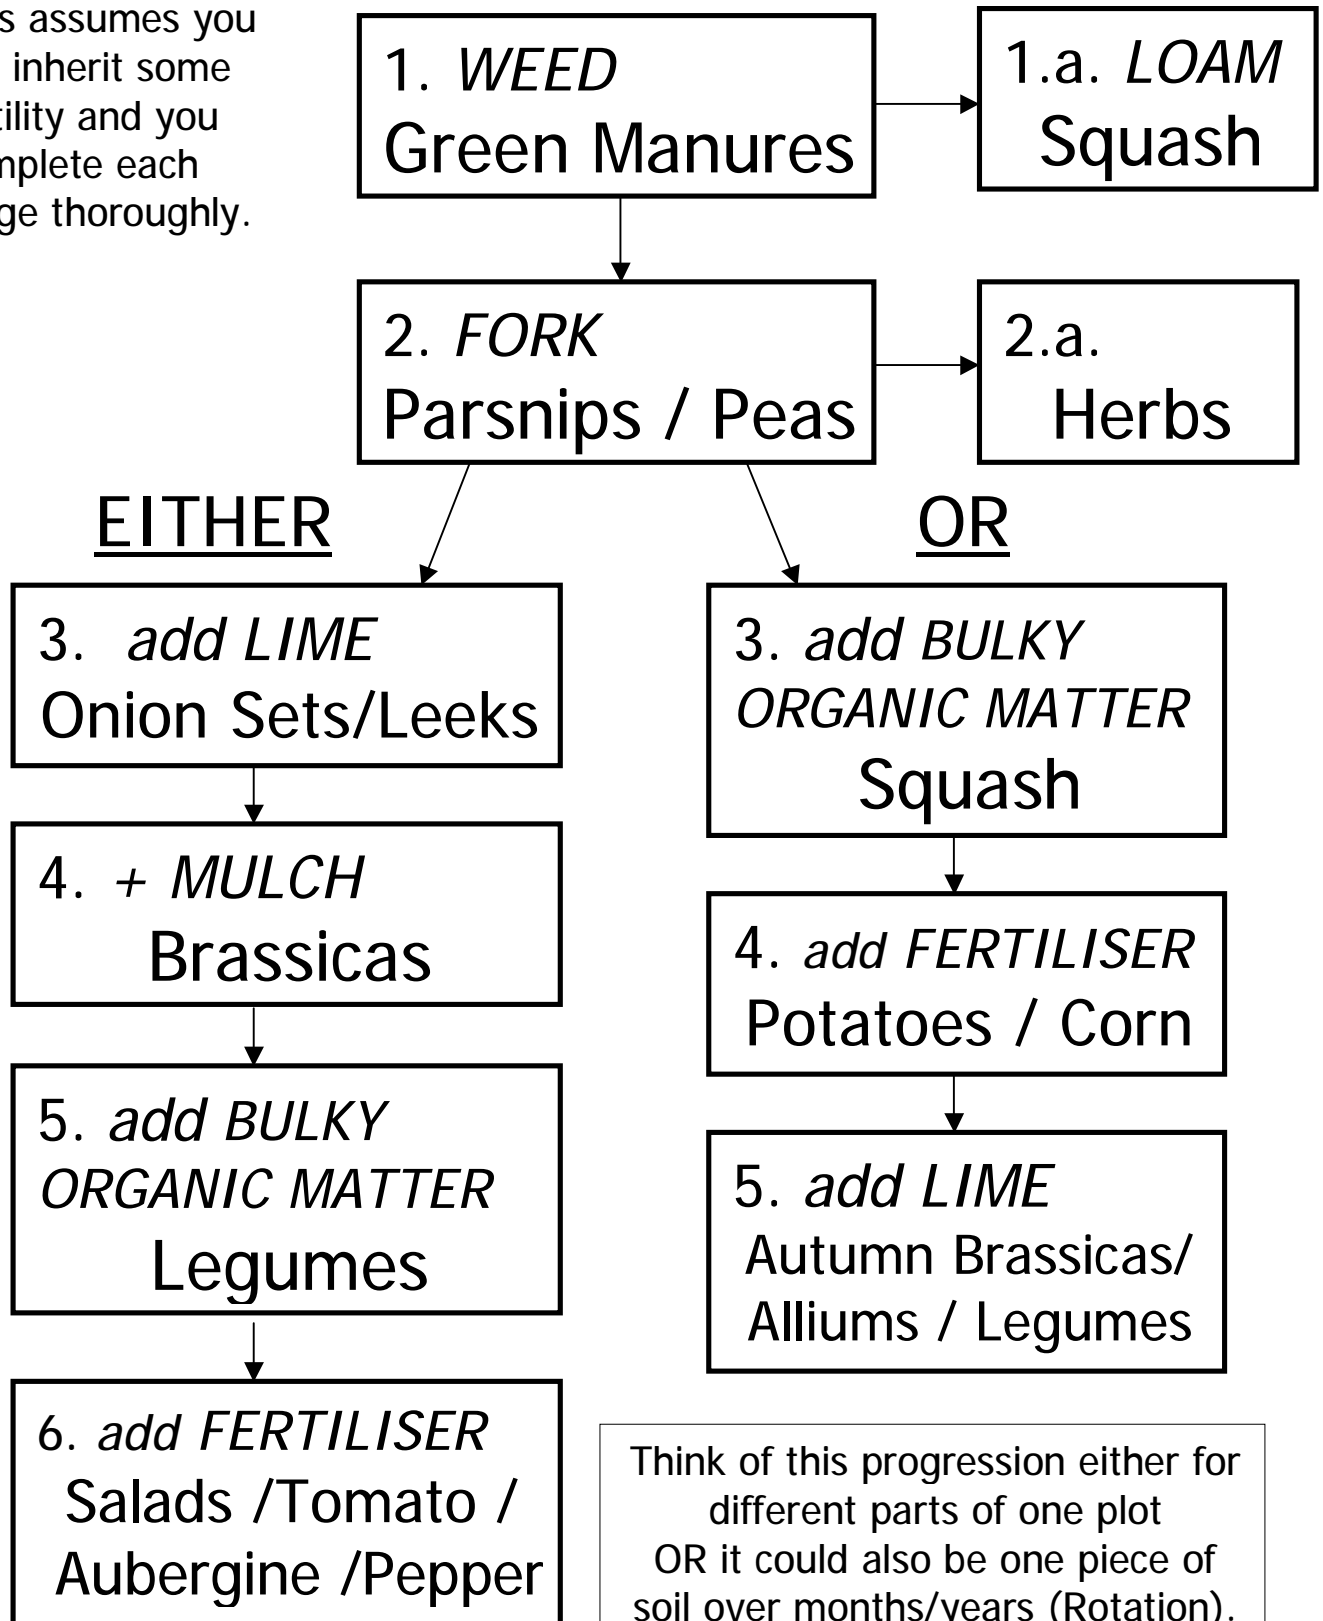 s assumes you
inherit some
tility and you
mplete each
ge thoroughly.
1. WEED
Green Manures
1.a. LOAM
Squash
2. FORK
Parsnips / Peas
2.a.
Herbs
EITHER
OR
3. add LIME
Onion Sets/Leeks
4. + MULCH
Brassicas
5. add BULKY
ORGANIC MATTER
Legumes
6. add FERTILISER
Salads /Tomato /
Aubergine /Pepper
3. add BULKY
ORGANIC MATTER
Squash
4. add FERTILISER
Potatoes / Corn
5. add LIME
Autumn Brassicas/
Alliums / Legumes
Think of this progression either for
different parts of one plot
OR it could also be one piece of
soil over months/years (Rotation).